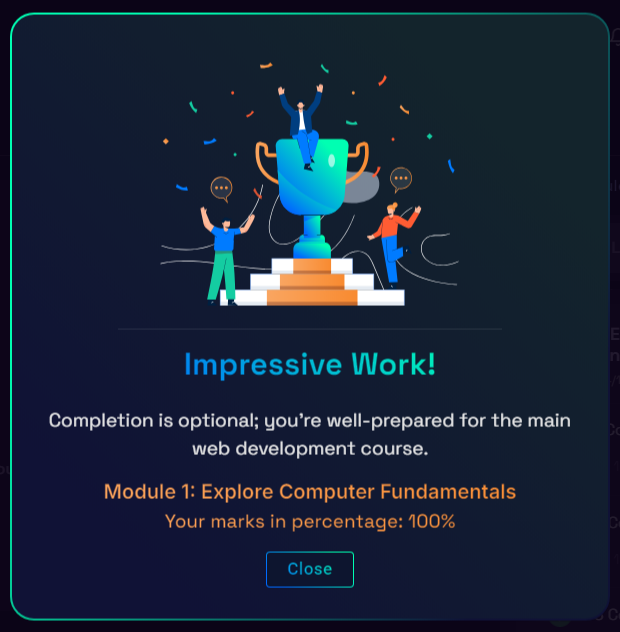 Impressive Work!
Completion is optional; you're well-prepared for the main
web development course.
Module 1: Explore Computer Fundamentals
Your marks in percentage: 100%
Close